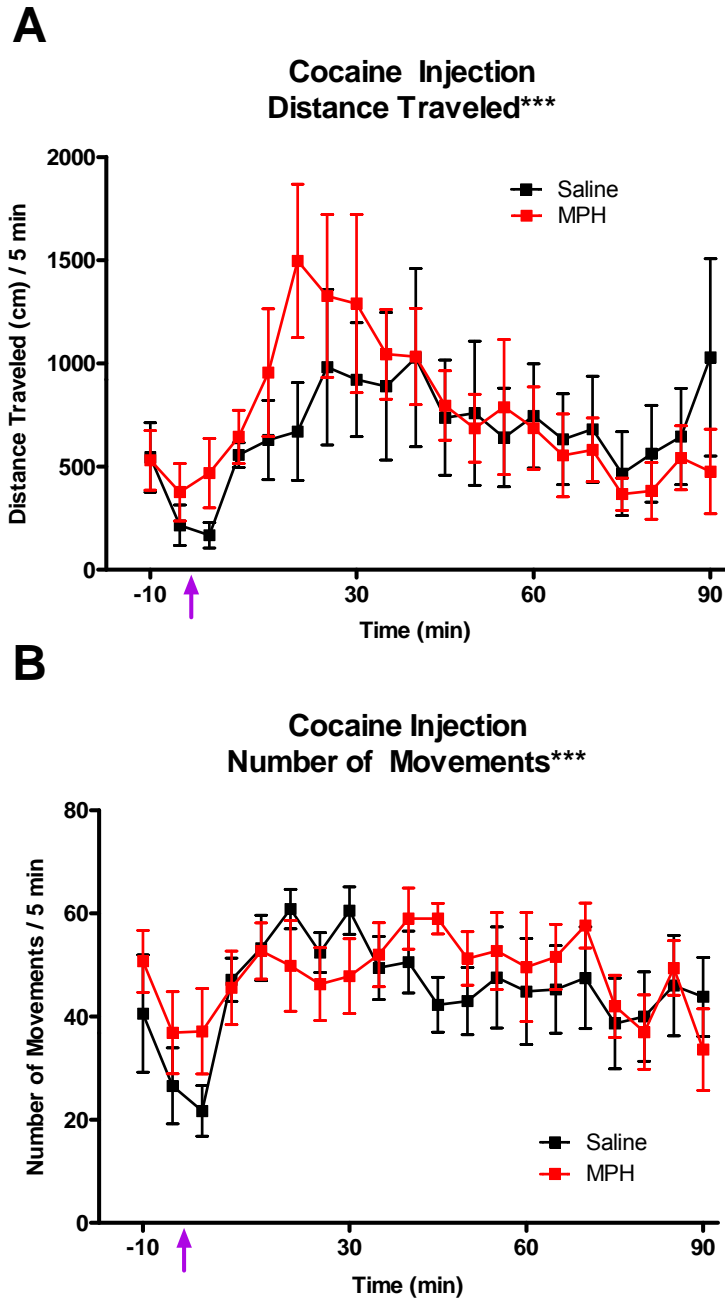 A
Cocaine Injection
Distance Traveled***
2000
1500
1000
500
0
Distance Traveled (cm) / 5 min
Saline
MPH
-10 30 60 90
Time (min)
B
Cocaine Injection
Number of Movements***
80
60
40
20
0
Number of Movements / 5 min
Saline
MPH
-10 30 60 90
Time (min)